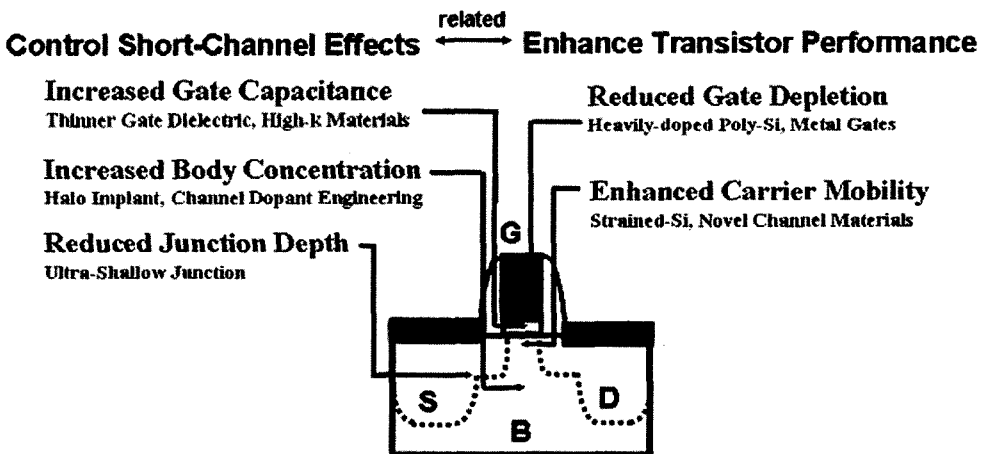 related
Control Short-Channel Effects
Enhance Transistor Performance
Increased Gate Capacitance
Thinner Gate Dielectric, High-k Materials
Increased Body Concentration
Halo Implant, Channel Dopant Engineering
Reduced Junction Depth
Ultra-Shallow Junction
Reduced Gate Depletion
Heavily-doped Poly-Si, Metal Gates
Enhanced Carrier Mobility
Strained-Si, Novel Channel Materials
G
S
D
B